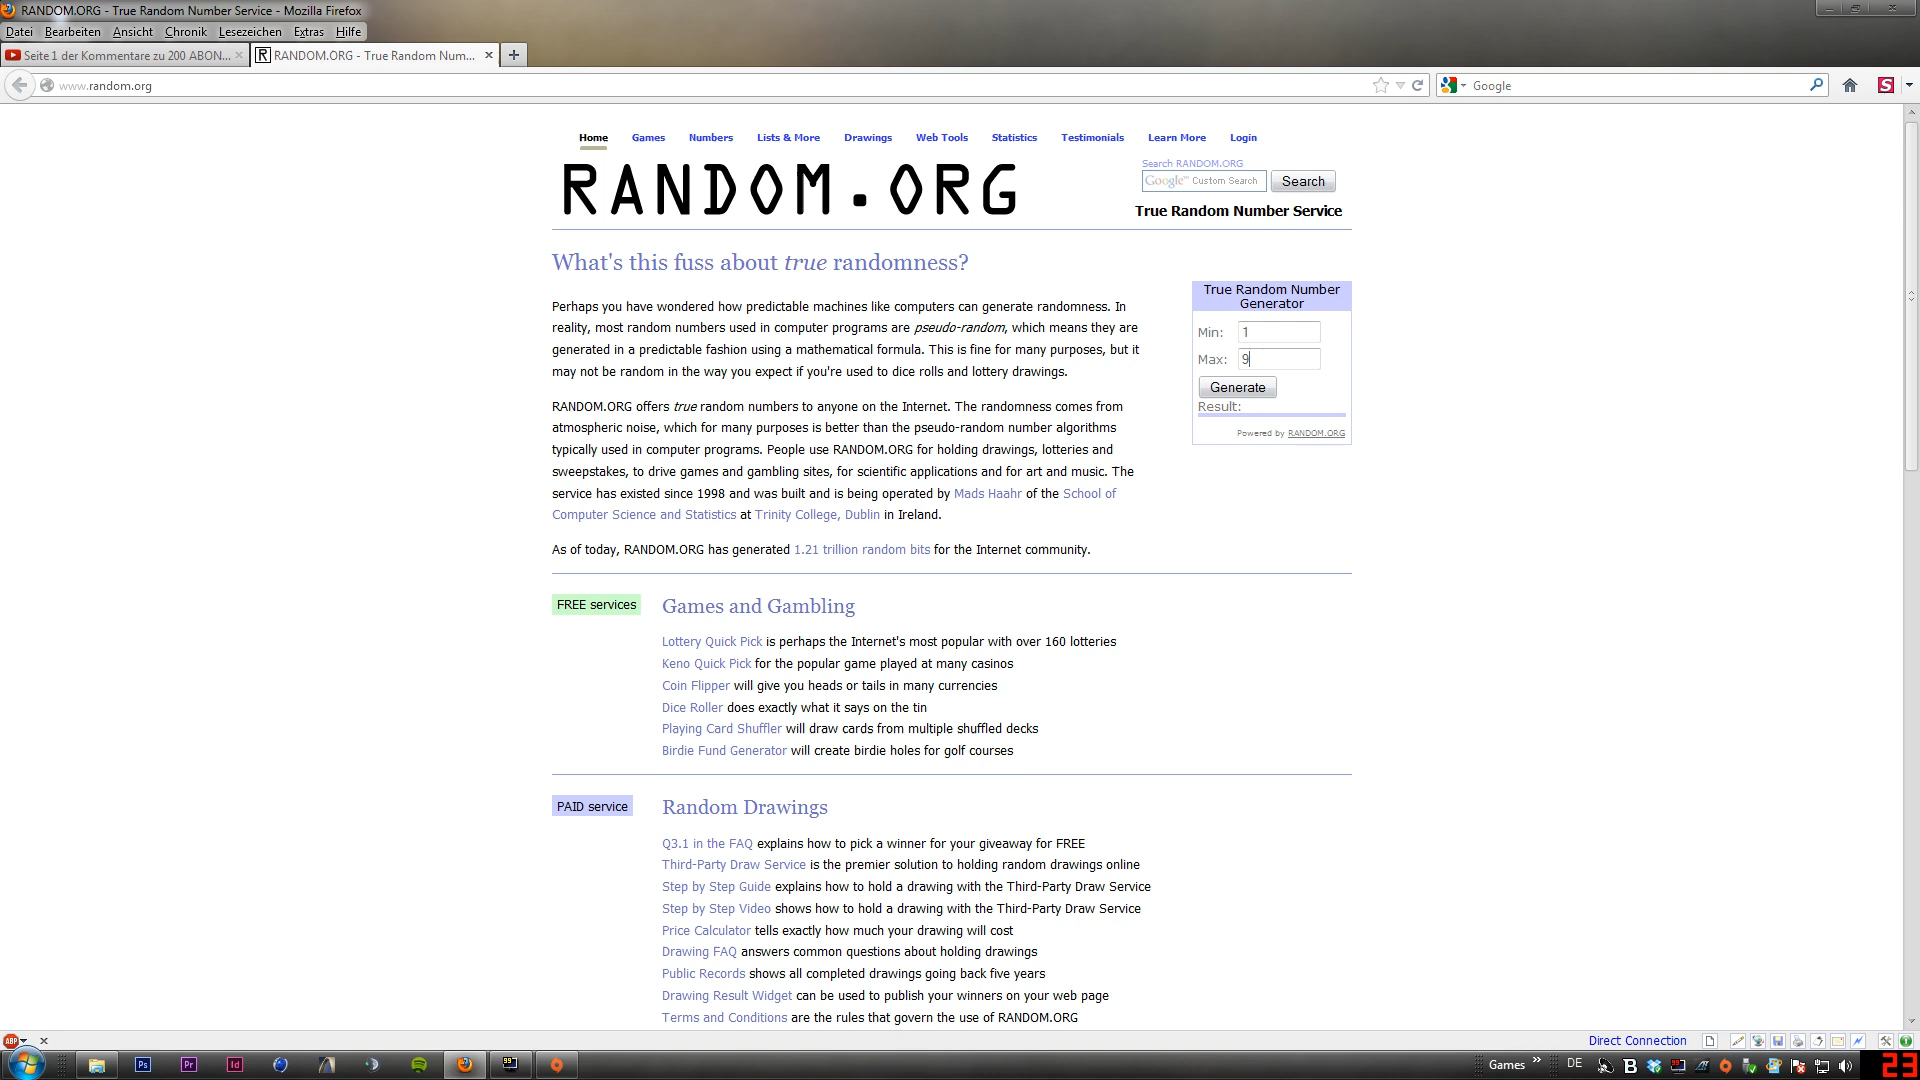 RANDOM.ORG - True Random Number Service - Mozilla Firefox
Datei Bearbeiten Ansicht Chronik Lesezeichen Extras Hilfe
Seite 1 der Kommentare zu 200 ABON... RANDOM.ORG - True Random Num...
www.random.org
Google
Home Games Numbers Lists & More Drawings Web Tools Statistics Testimonials Learn More Login
Search RANDOM.ORG
RANDOM.ORG
Google™ Custom Search Search
True Random Number Service
What's this fuss about true randomness?
Perhaps you have wondered how predictable machines like computers can generate randomness. In
reality, most random numbers used in computer programs are pseudo-random, which means they are
generated in a predictable fashion using a mathematical formula. This is fine for many purposes, but it
may not be random in the way you expect if you're used to dice rolls and lottery drawings.
RANDOM.ORG offers true random numbers to anyone on the Internet. The randomness comes from
atmospheric noise, which for many purposes is better than the pseudo-random number algorithms
typically used in computer programs. People use RANDOM.ORG for holding drawings, lotteries and
sweepstakes, to drive games and gambling sites, for scientific applications and for art and music. The
service has existed since 1998 and was built and is being operated by Mads Haahr of the School of
Computer Science and Statistics at Trinity College, Dublin in Ireland.
As of today, RANDOM.ORG has generated 1.21 trillion random bits for the Internet community.
True Random Number
Generator
Min: 1
Max: 9
Generate
Result:
Powered by RANDOM.ORG
FREE services
Games and Gambling
Lottery Quick Pick is perhaps the Internet's most popular with over 160 lotteries
Keno Quick Pick for the popular game played at many casinos
Coin Flipper will give you heads or tails in many currencies
Dice Roller does exactly what it says on the tin
Playing Card Shuffler will draw cards from multiple shuffled decks
Birdie Fund Generator will create birdie holes for golf courses
PAID service
Random Drawings
Q3.1 in the FAQ explains how to pick a winner for your giveaway for FREE
Third-Party Draw Service is the premier solution to holding random drawings online
Step by Step Guide explains how to hold a drawing with the Third-Party Draw Service
Step by Step Video shows how to hold a drawing with the Third-Party Draw Service
Price Calculator tells exactly how much your drawing will cost
Drawing FAQ answers common questions about holding drawings
Public Records shows all completed drawings going back five years
Drawing Result Widget can be used to publish your winners on your web page
Terms and Conditions are the rules that govern the use of RANDOM.ORG
ABP
Direct Connection
Ps Pr Id 99
Games » DE B 23